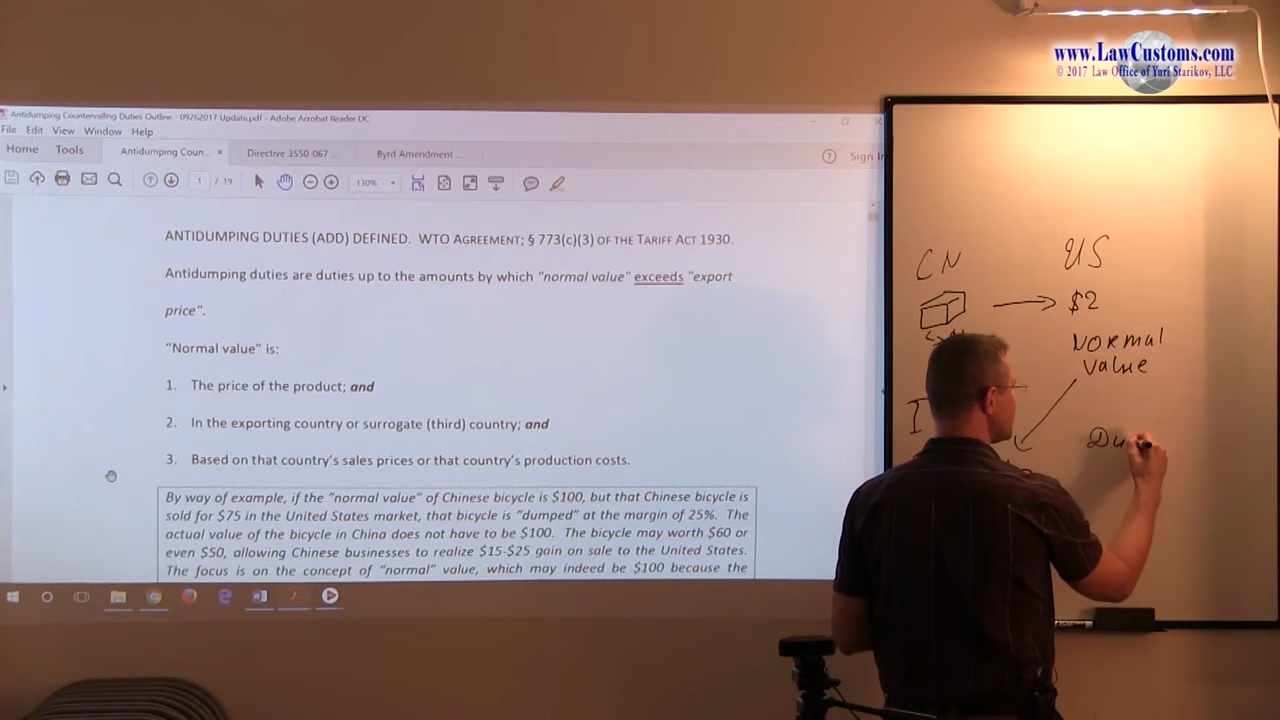 www.LawCustoms.com
© 2017 Law Office of Yuri Starikov, LLC
Antidumping Countervailing Duties Outline - 09262017 Update.pdf - Adobe Acrobat Reader DC
File Edit View Window Help
Home Tools Antidumping Coun... × Directive 3550-067 ... Byrd Amendment ... Sign In
1 / 19 130%
ANTIDUMPING DUTIES (ADD) DEFINED. WTO AGREEMENT; § 773(c)(3) OF THE TARIFF ACT 1930.
Antidumping duties are duties up to the amounts by which "normal value" exceeds "export
price".
"Normal value" is:
1. The price of the product; and
2. In the exporting country or surrogate (third) country; and
3. Based on that country's sales prices or that country's production costs.
By way of example, if the "normal value" of Chinese bicycle is $100, but that Chinese bicycle is
sold for $75 in the United States market, that bicycle is "dumped" at the margin of 25%. The
actual value of the bicycle in China does not have to be $100. The bicycle may worth $60 or
even $50, allowing Chinese businesses to realize $15-$25 gain on sale to the United States.
The focus is on the concept of "normal" value, which may indeed be $100 because the
CN US
$2
Normal
value
Du